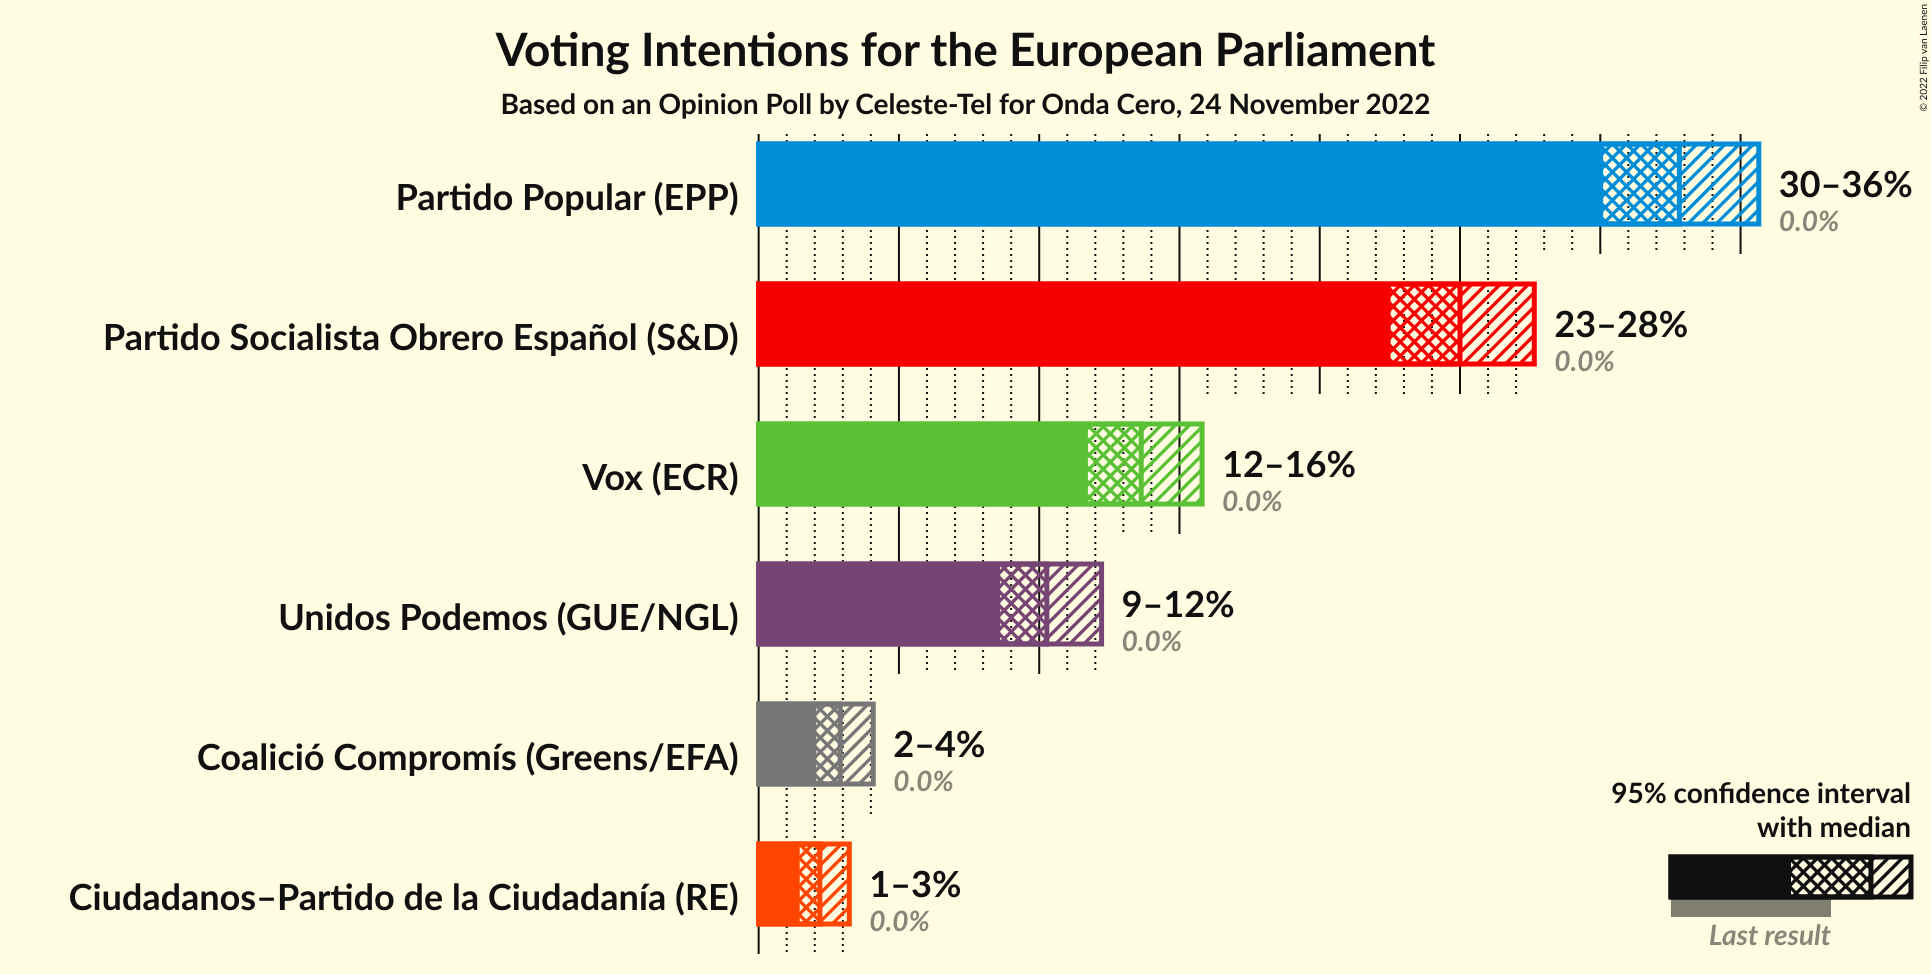 Voting Intentions for the European Parliament
Based on an Opinion Poll by Celeste-Tel for Onda Cero, 24 November 2022
© 2022 Filip van Laenen
Partido Popular (EPP)
30–36%
0.0%
Partido Socialista Obrero Español (S&D)
23–28%
0.0%
Vox (ECR)
12–16%
0.0%
Unidos Podemos (GUE/NGL)
9–12%
0.0%
Coalició Compromís (Greens/EFA)
2–4%
0.0%
Ciudadanos–Partido de la Ciudadanía (RE)
1–3%
0.0%
95% confidence interval
with median
Last result